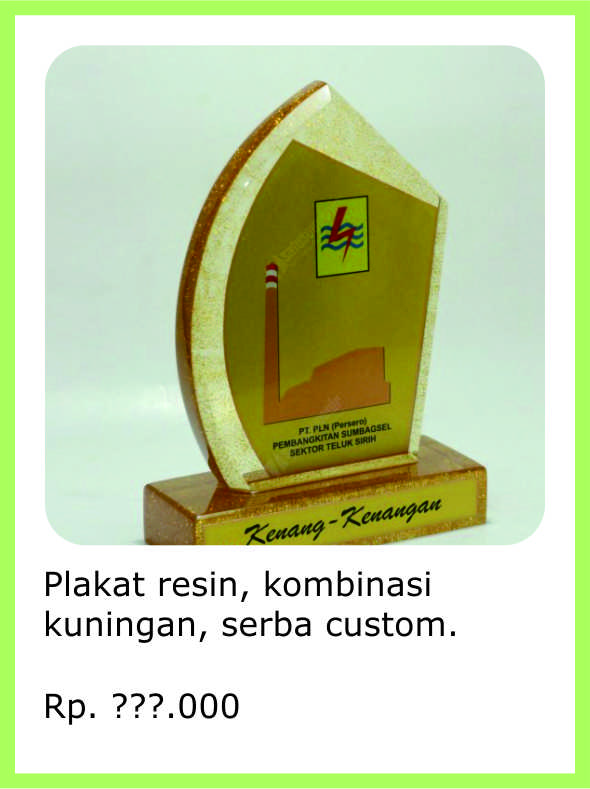 PT. PLN (Persero)
PEMBANGKITAN SUMBAGSEL
SEKTOR TELUK SIRIH
Kenang-Kenangan
Plakat resin, kombinasi
kuningan, serba custom.
Rp. ???.000